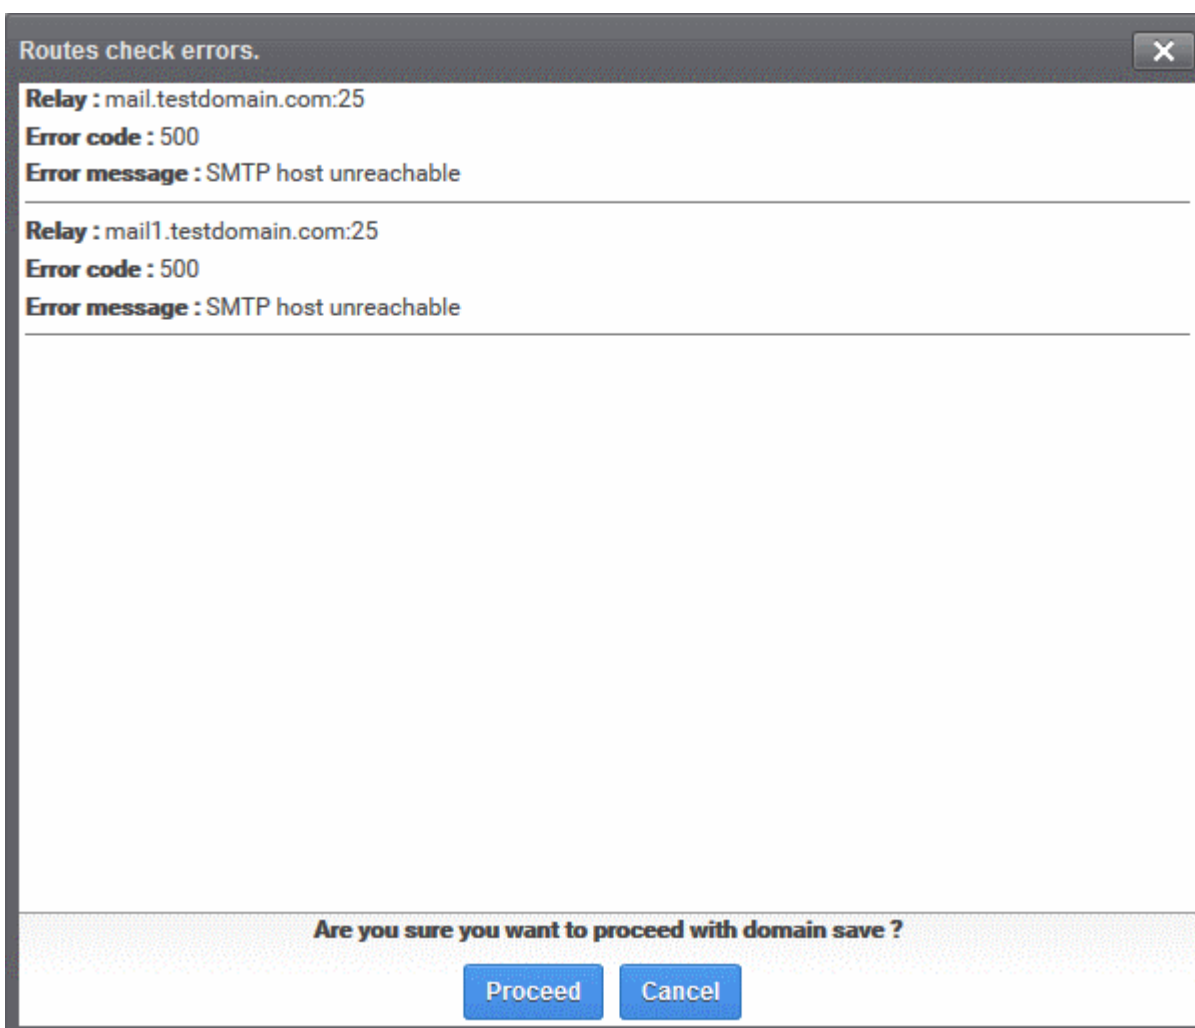 Routes check errors.
Relay : mail.testdomain.com:25
Error code : 500
Error message : SMTP host unreachable
Relay : mail1.testdomain.com:25
Error code : 500
Error message : SMTP host unreachable
Are you sure you want to proceed with domain save ?
Proceed Cancel